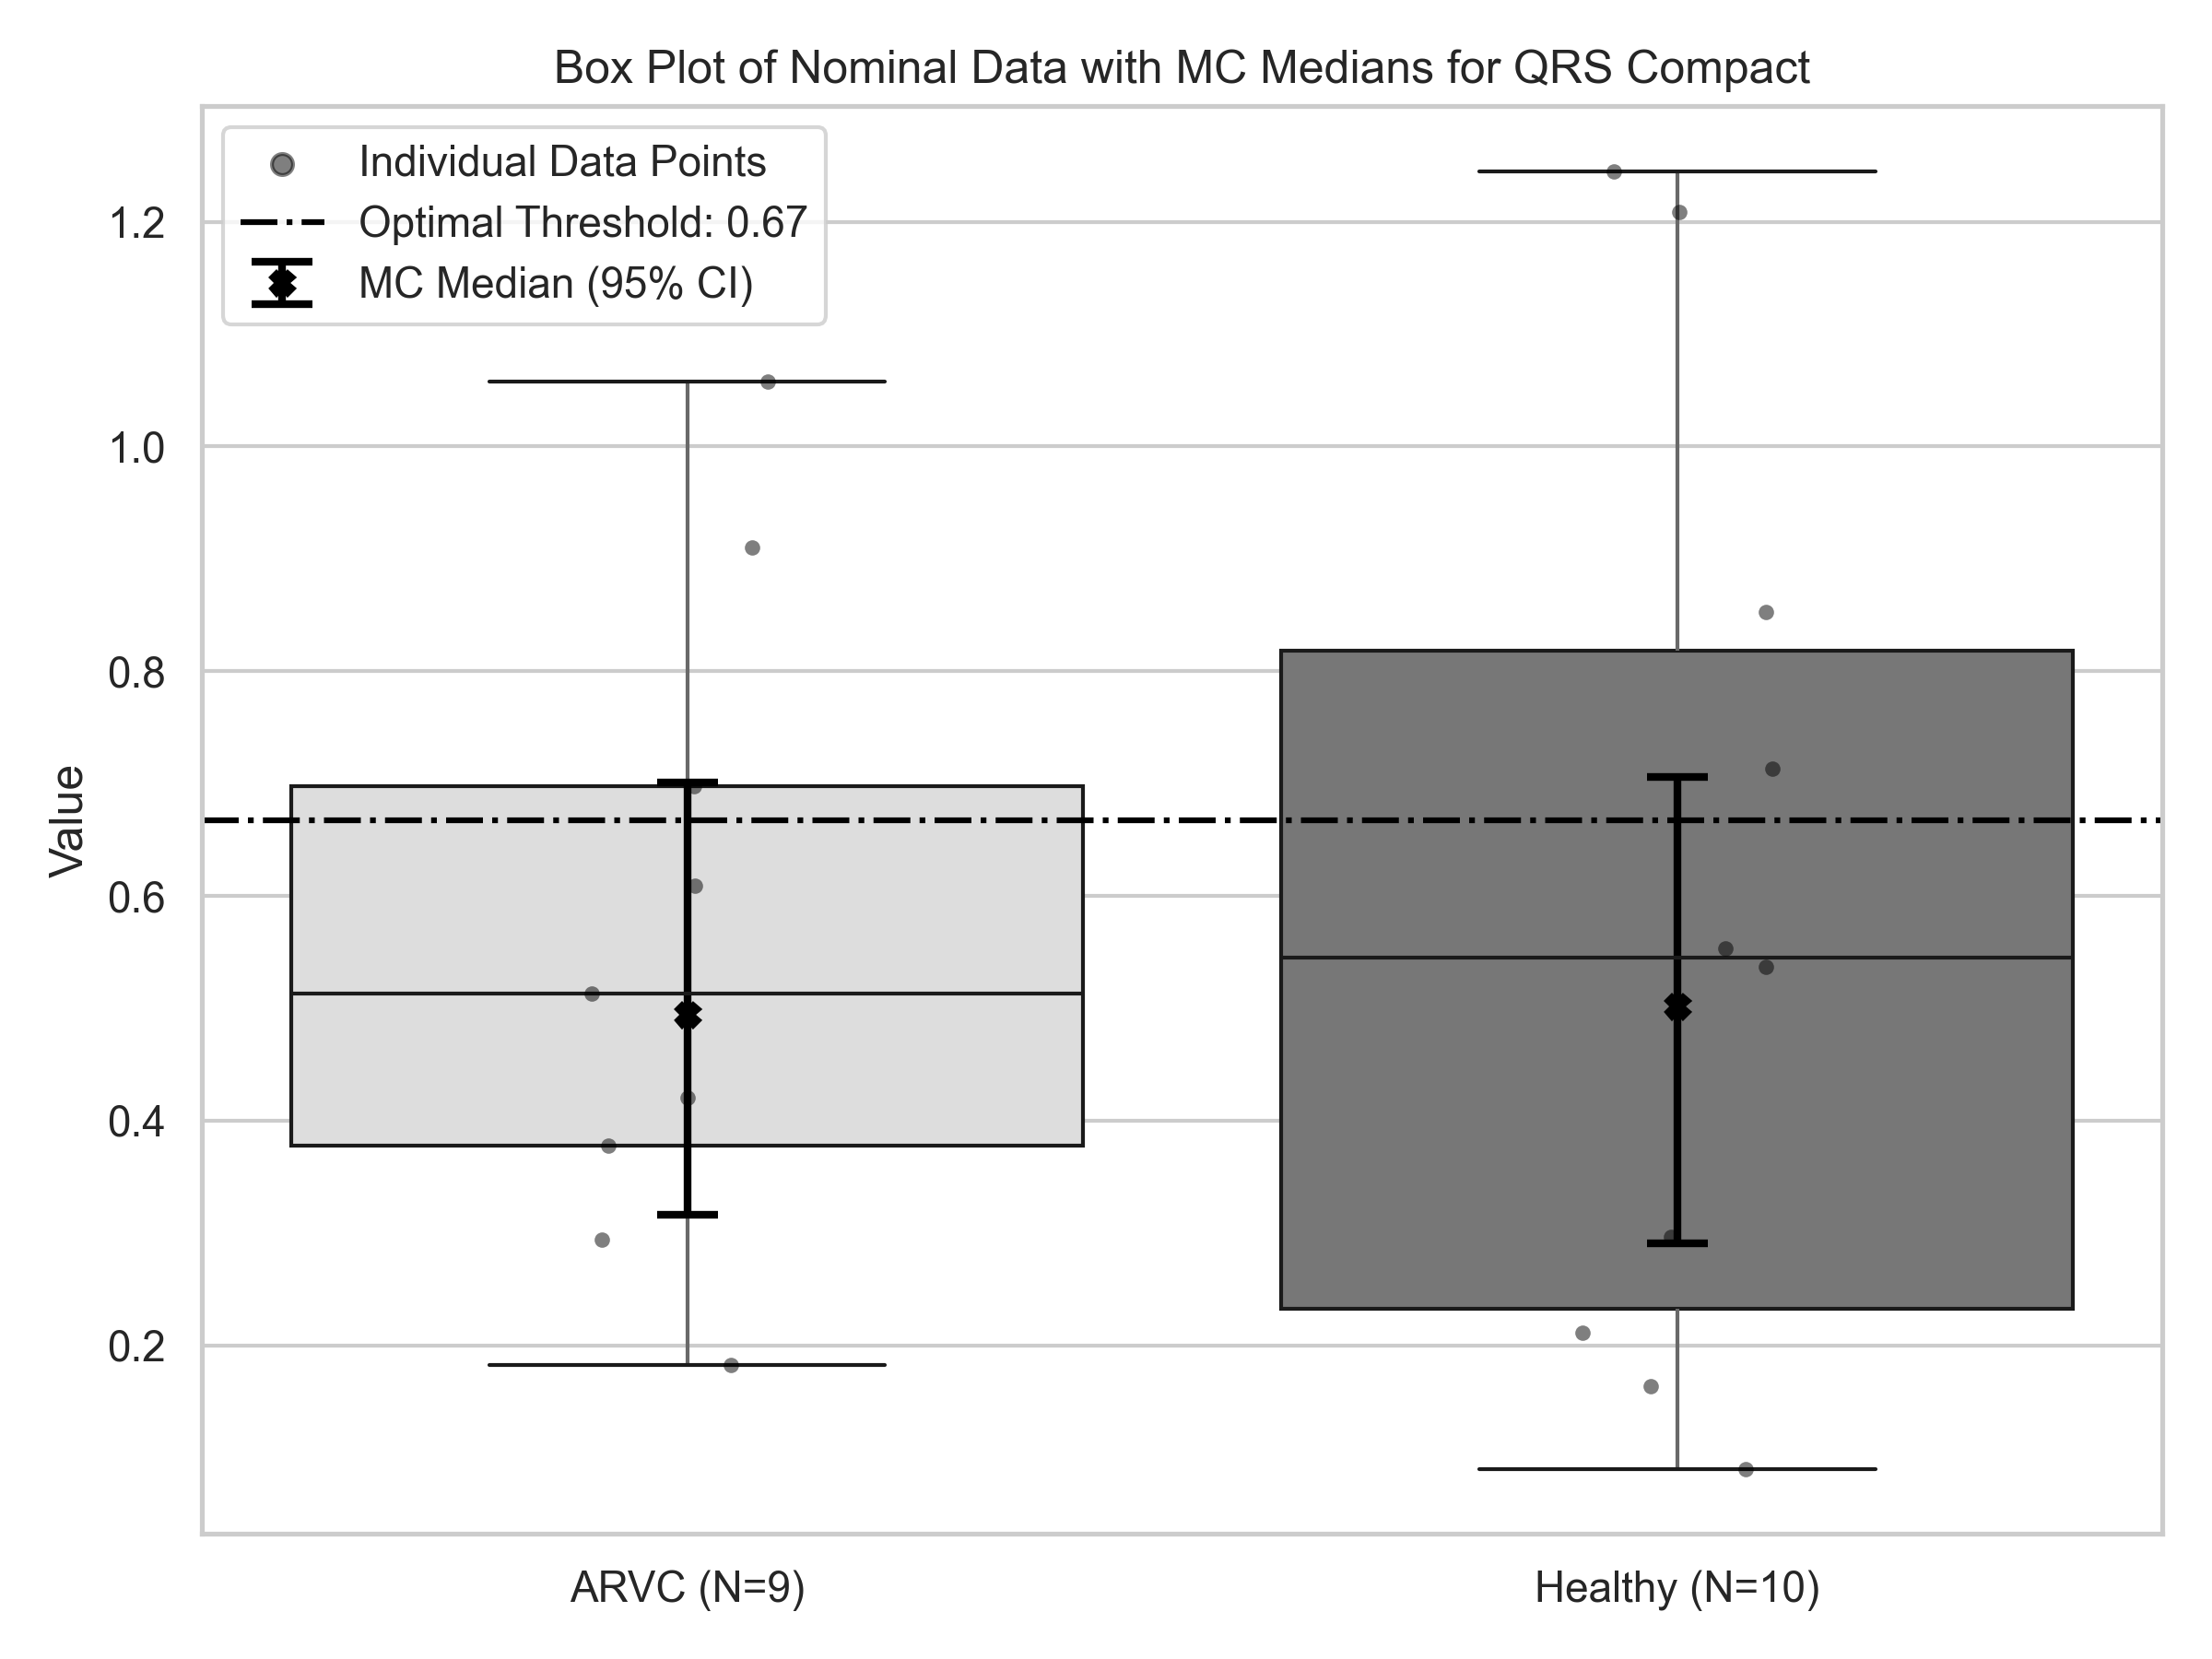 Box Plot of Nominal Data with MC Medians for QRS Compact
Individual Data Points
Optimal Threshold: 0.67
MC Median (95% CI)
1.2
1.0
0.8
0.6
0.4
0.2
Value
ARVC (N=9)
Healthy (N=10)